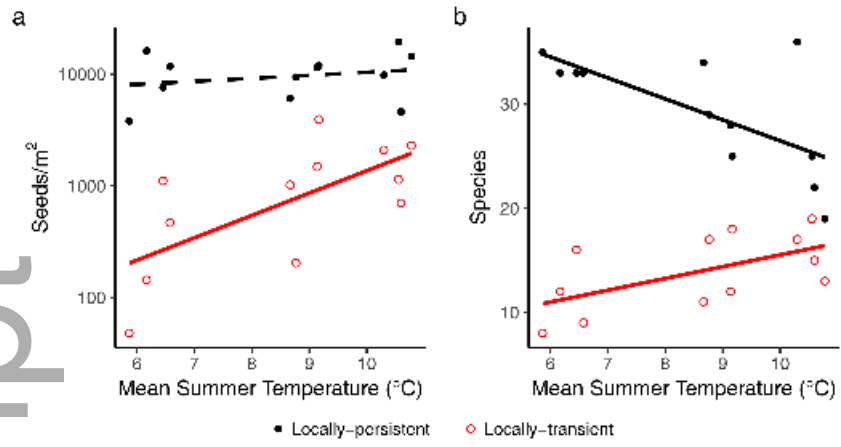 a
b
10000
1000
100
Seeds/m²
6 7 8 9 10
Mean Summer Temperature (°C)
30
20
10
Species
6 7 8 9 10
Mean Summer Temperature (°C)
Locally-persistent Locally-transient
ipt